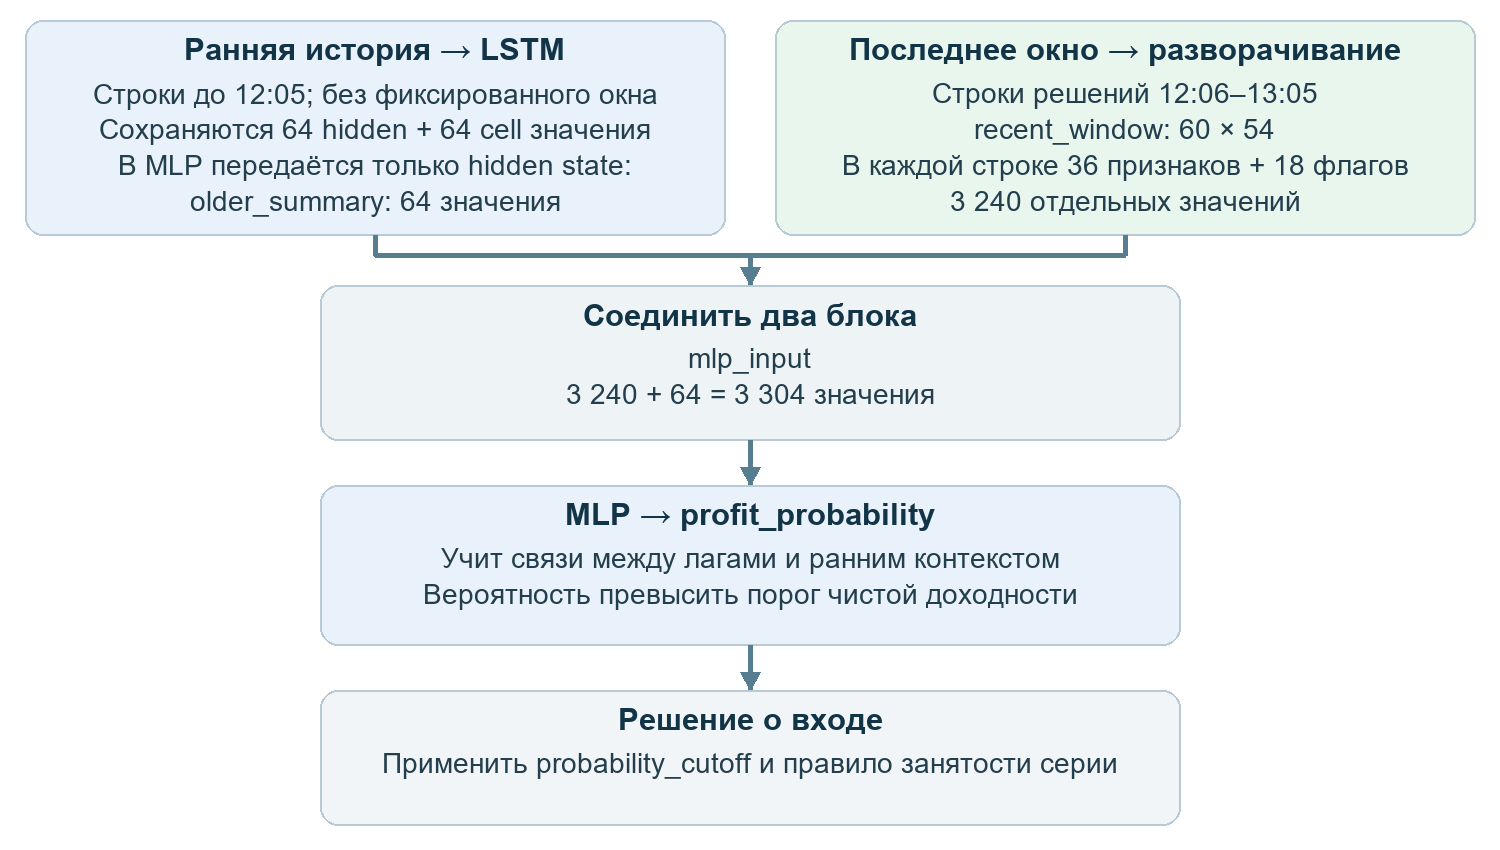 Ранняя история → LSTM
Строки до 12:05; без фиксированного окна
Сохраняются 64 hidden + 64 cell значения
В MLP передаётся только hidden state:
older_summary: 64 значения
Последнее окно → разворачивание
Строки решений 12:06–13:05
recent_window: 60 × 54
В каждой строке 36 признаков + 18 флагов
3 240 отдельных значений
Соединить два блока
mlp_input
3 240 + 64 = 3 304 значения
MLP → profit_probability
Учит связи между лагами и ранним контекстом
Вероятность превысить порог чистой доходности
Решение о входе
Применить probability_cutoff и правило занятости серии